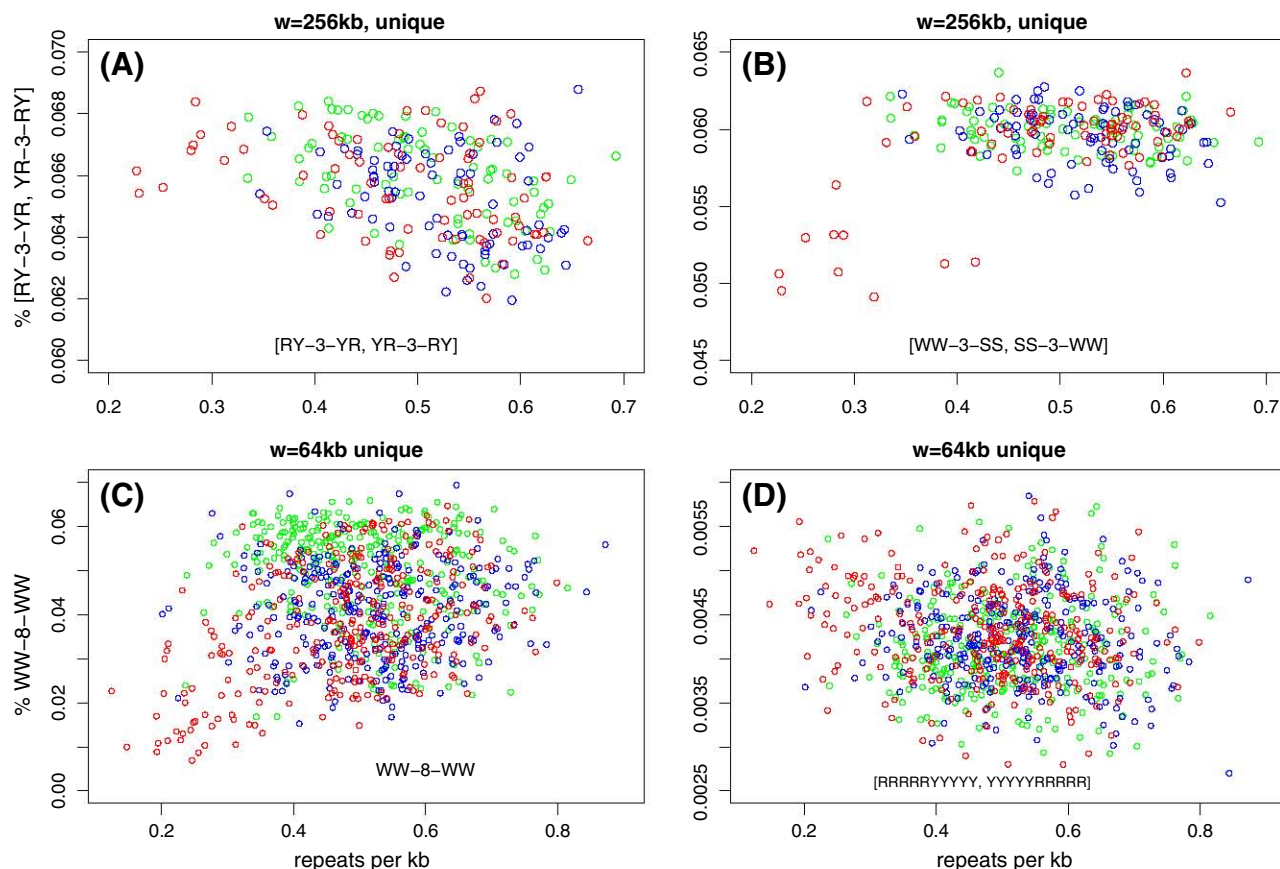 w=256kb, unique
(A)
% [RY−3−YR, YR−3−RY]
0.070
0.068
0.066
0.064
0.062
0.060
[RY−3−YR, YR−3−RY]
0.2 0.3 0.4 0.5 0.6 0.7
w=256kb, unique
(B)
0.065
0.060
0.055
0.050
0.045
[WW−3−SS, SS−3−WW]
0.2 0.3 0.4 0.5 0.6 0.7
w=64kb unique
(C)
% WW−8−WW
0.06
0.04
0.02
0.00
WW−8−WW
0.2 0.4 0.6 0.8
repeats per kb
w=64kb unique
(D)
0.0055
0.0045
0.0035
0.0025
[RRRRRYYYYY, YYYYYRRRRR]
0.2 0.4 0.6 0.8
repeats per kb